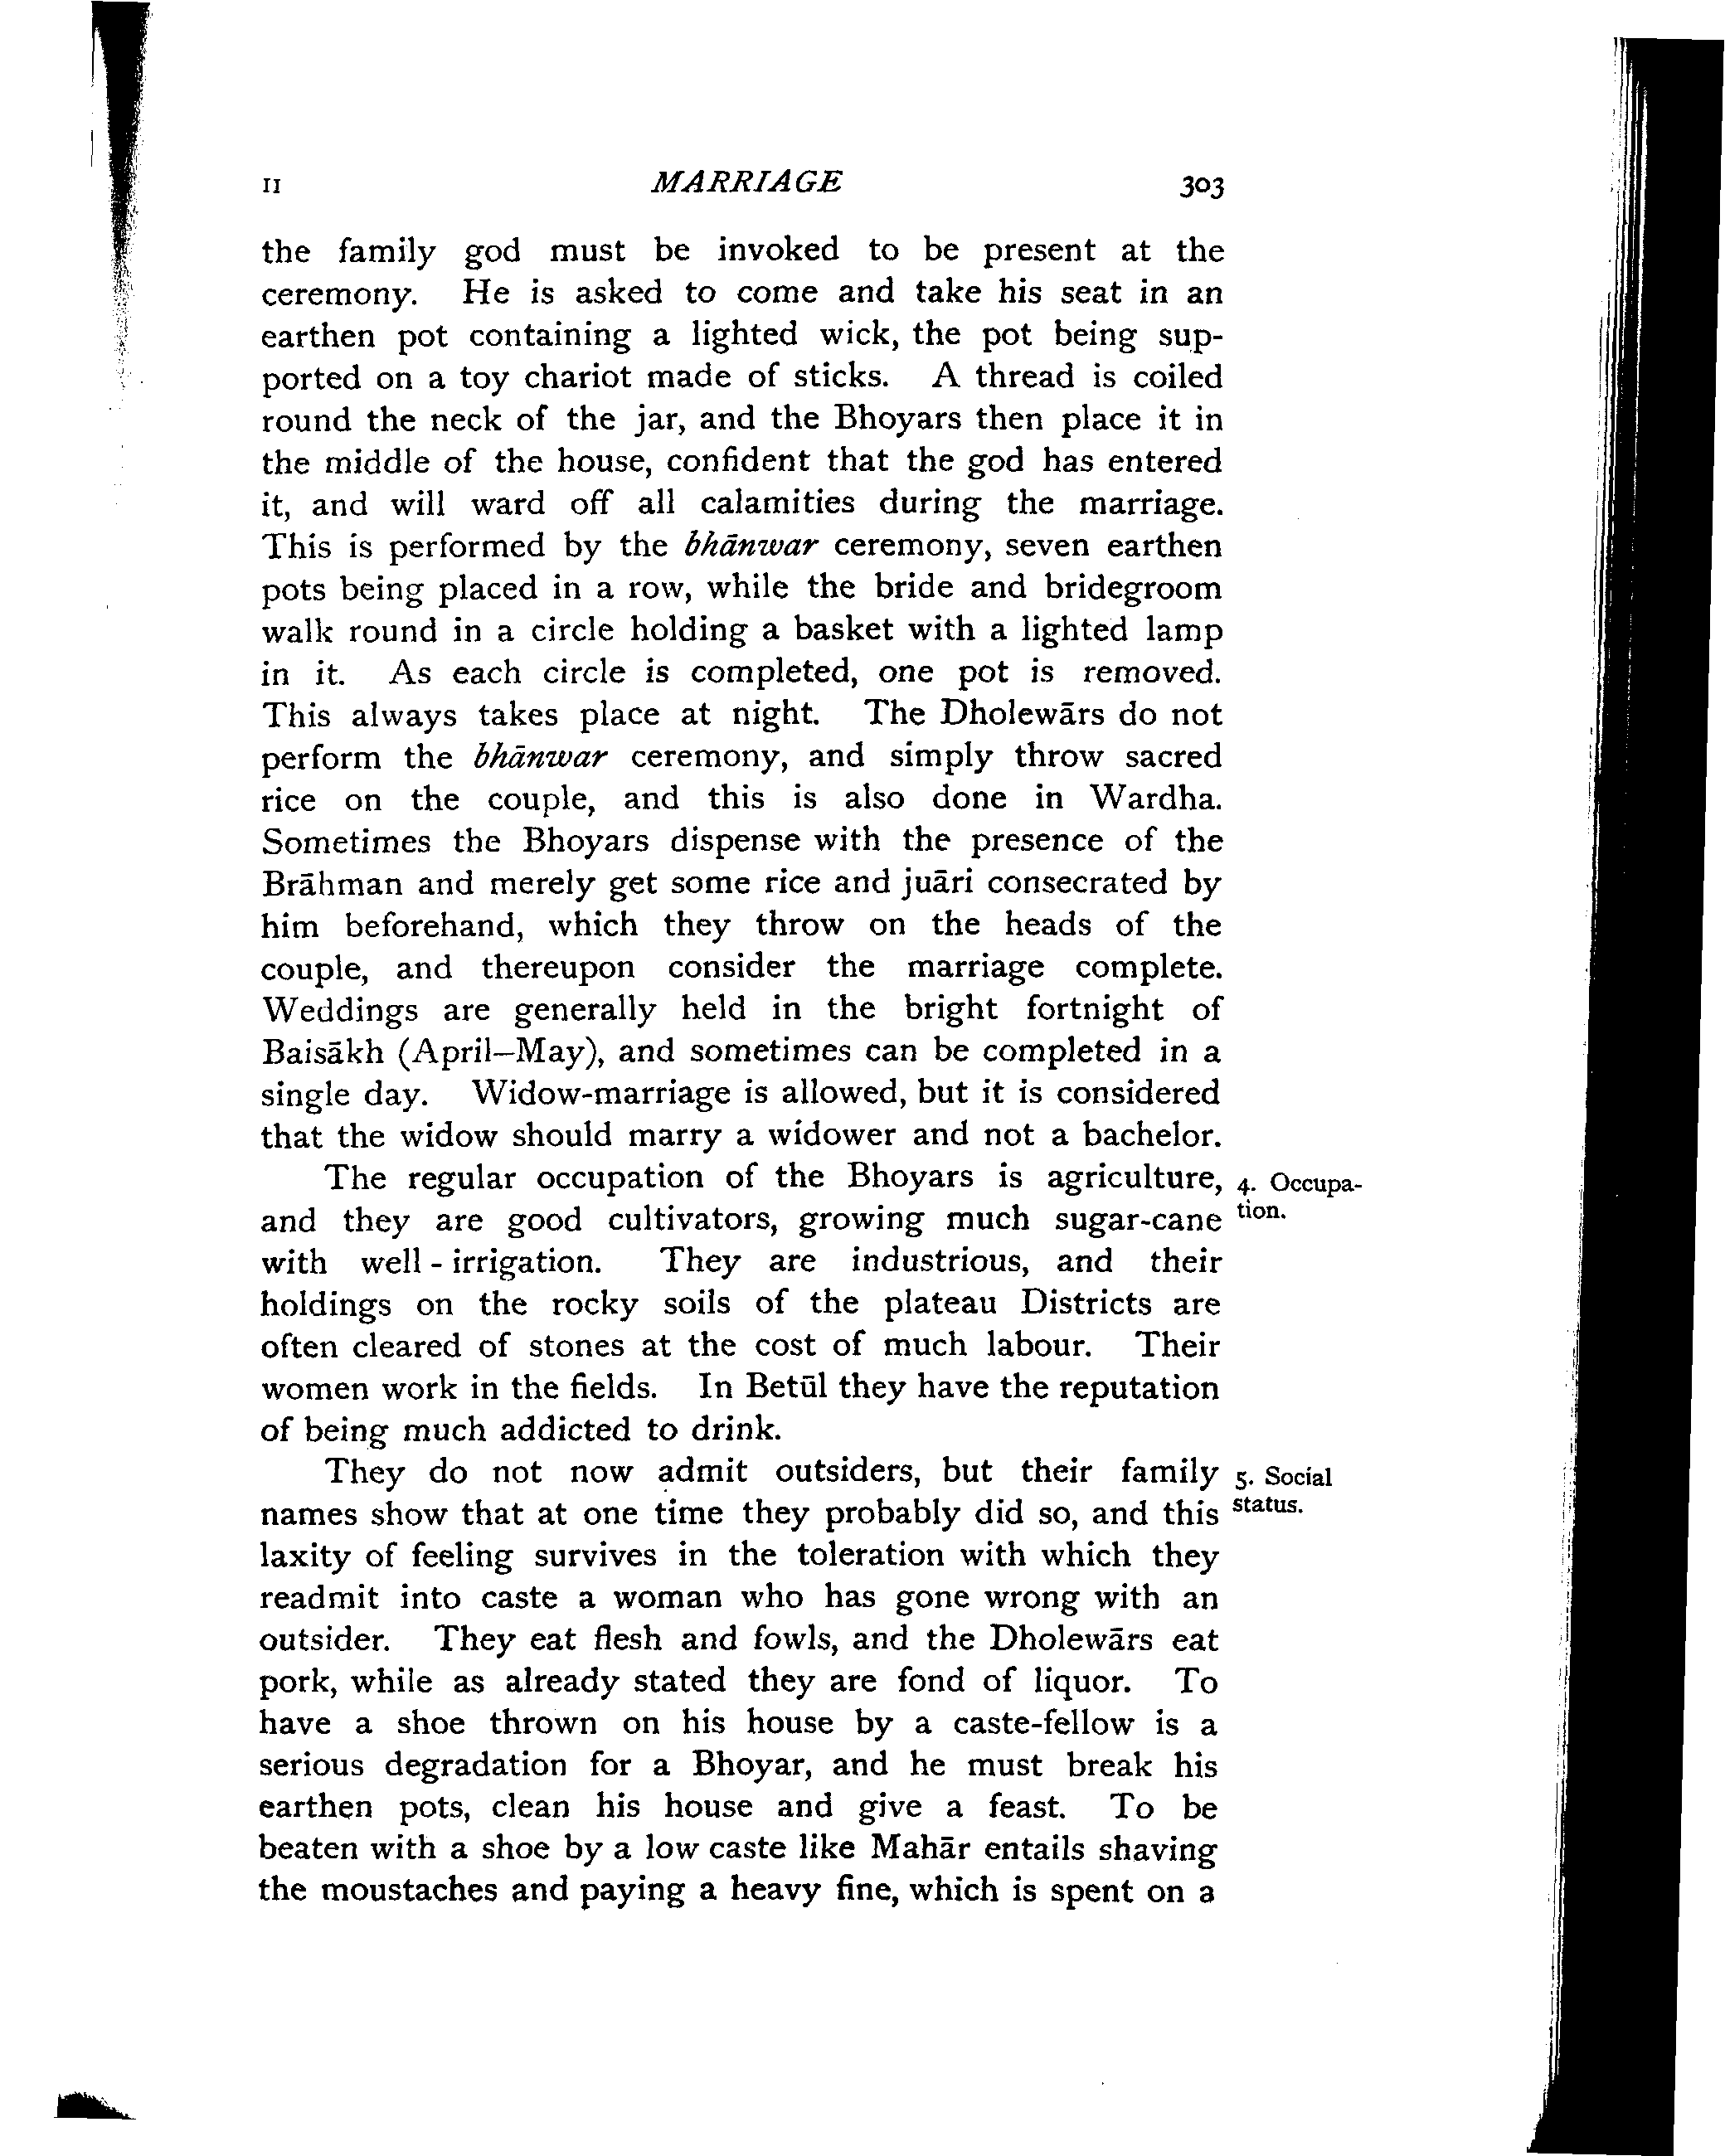 II MARRIAGE 303
the family god must be invoked to be present at the
ceremony. He is asked to come and take his seat in an
earthen pot containing a lighted wick, the pot being sup-
ported on a toy chariot made of sticks. A thread is coiled
round the neck of the jar, and the Bhoyars then place it in
the middle of the house, confident that the god has entered
it, and will ward off all calamities during the marriage.
This is performed by the bhānwar ceremony, seven earthen
pots being placed in a row, while the bride and bridegroom
walk round in a circle holding a basket with a lighted lamp
in it. As each circle is completed, one pot is removed.
This always takes place at night. The Dholewārs do not
perform the bhānwar ceremony, and simply throw sacred
rice on the couple, and this is also done in Wardha.
Sometimes the Bhoyars dispense with the presence of the
Brāhman and merely get some rice and juāri consecrated by
him beforehand, which they throw on the heads of the
couple, and thereupon consider the marriage complete.
Weddings are generally held in the bright fortnight of
Baisākh (April–May), and sometimes can be completed in a
single day. Widow-marriage is allowed, but it is considered
that the widow should marry a widower and not a bachelor.
The regular occupation of the Bhoyars is agriculture, 4. Occupa-
and they are good cultivators, growing much sugar-cane tion.
with well-irrigation. They are industrious, and their
holdings on the rocky soils of the plateau Districts are
often cleared of stones at the cost of much labour. Their
women work in the fields. In Betūl they have the reputation
of being much addicted to drink.
They do not now admit outsiders, but their family 5. Social
names show that at one time they probably did so, and this status.
laxity of feeling survives in the toleration with which they
readmit into caste a woman who has gone wrong with an
outsider. They eat flesh and fowls, and the Dholewārs eat
pork, while as already stated they are fond of liquor. To
have a shoe thrown on his house by a caste-fellow is a
serious degradation for a Bhoyar, and he must break his
earthen pots, clean his house and give a feast. To be
beaten with a shoe by a low caste like Mahār entails shaving
the moustaches and paying a heavy fine, which is spent on a